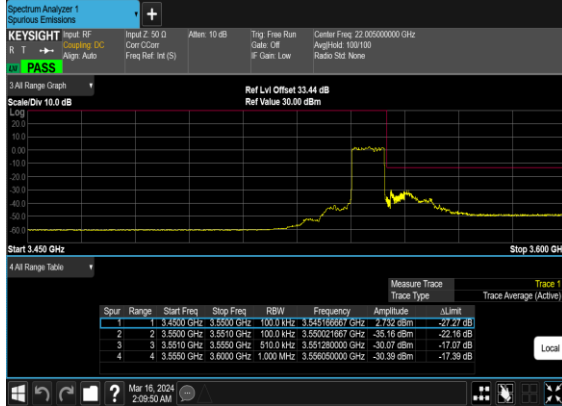 Spectrum Analyzer 1
Spurious Emissions
+
KEYSIGHT Input: RF Input Z: 50 Ω Atten: 10 dB Trig: Free Run Center Freq: 22.005000000 GHz
R T Coupling: DC Corr CCorr Gate: Off Avg|Hold: 100/100
Align: Auto Freq Ref: Int (S) IF Gain: Low Radio Std: None
PASS
3 All Range Graph
Ref Lvl Offset 33.44 dB
Scale/Div 10.0 dB Ref Value 30.00 dBm
Log
20.0
10.0
0.00
-10.0
-20.0
-30.0
-40.0
-50.0
-60.0
Start 3.450 GHz Stop 3.600 GH
4 All Range Table
Measure Trace Trace 1
Trace Type Trace Average (Active)
Spur Range Start Freq Stop Freq RBW Frequency Amplitude ΔLimit
1 1 3.4500 GHz 3.5500 GHz 100.0 kHz 3.545166667 GHz 2.732 dBm -27.27 dB
2 2 3.5500 GHz 3.5510 GHz 100.0 kHz 3.550021667 GHz -35.16 dBm -22.16 dB
3 3 3.5510 GHz 3.5550 GHz 510.0 kHz 3.551280000 GHz -30.07 dBm -17.07 dB
4 4 3.5550 GHz 3.6000 GHz 1.000 MHz 3.556050000 GHz -30.39 dBm -17.39 dB
Local
? Mar 16, 2024
2:09:50 AM